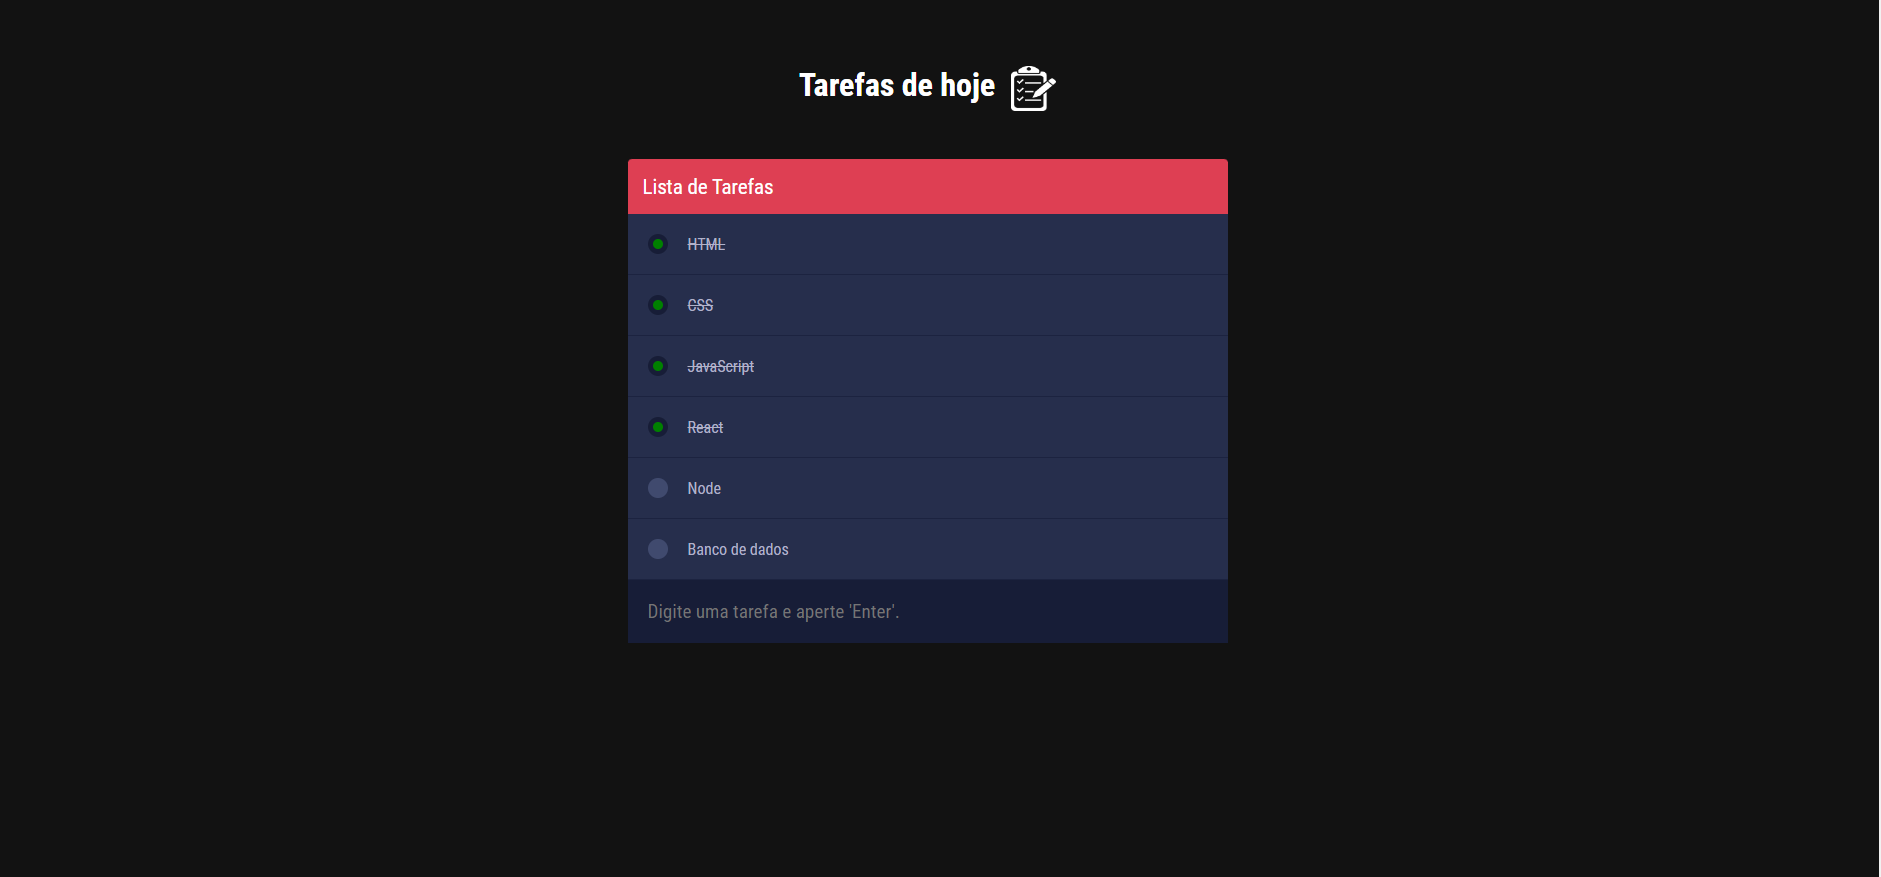 Tarefas de hoje
Lista de Tarefas
HTML
CSS
JavaScript
React
Node
Banco de dados
Digite uma tarefa e aperte 'Enter'.